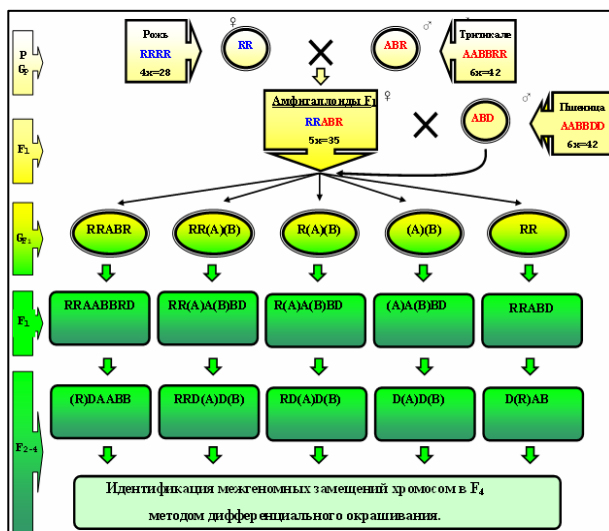 P
G_P
Рожь
RRRR
4x=28
♀
RR
ABR
♂
♂
Тритикале
AABBRR
6x=42
Амфигаплоиды F₁
♀
RRABR
5x=35
ABD
♂
Пшеница
AABBDD
6x=42
F₁
G_F₁
RRABR
RR(A)(B)
R(A)(B)
(A)(B)
RR
F₁
RRAABBRD
RR(A)A(B)BD
R(A)A(B)BD
(A)A(B)BD
RRABD
F₂₋₄
(R)DAABB
RRD(A)D(B)
RD(A)D(B)
D(A)D(B)
D(R)AB
Идентификация межгеномных замещений хромосом в F₄
методом дифференциального окрашивания.